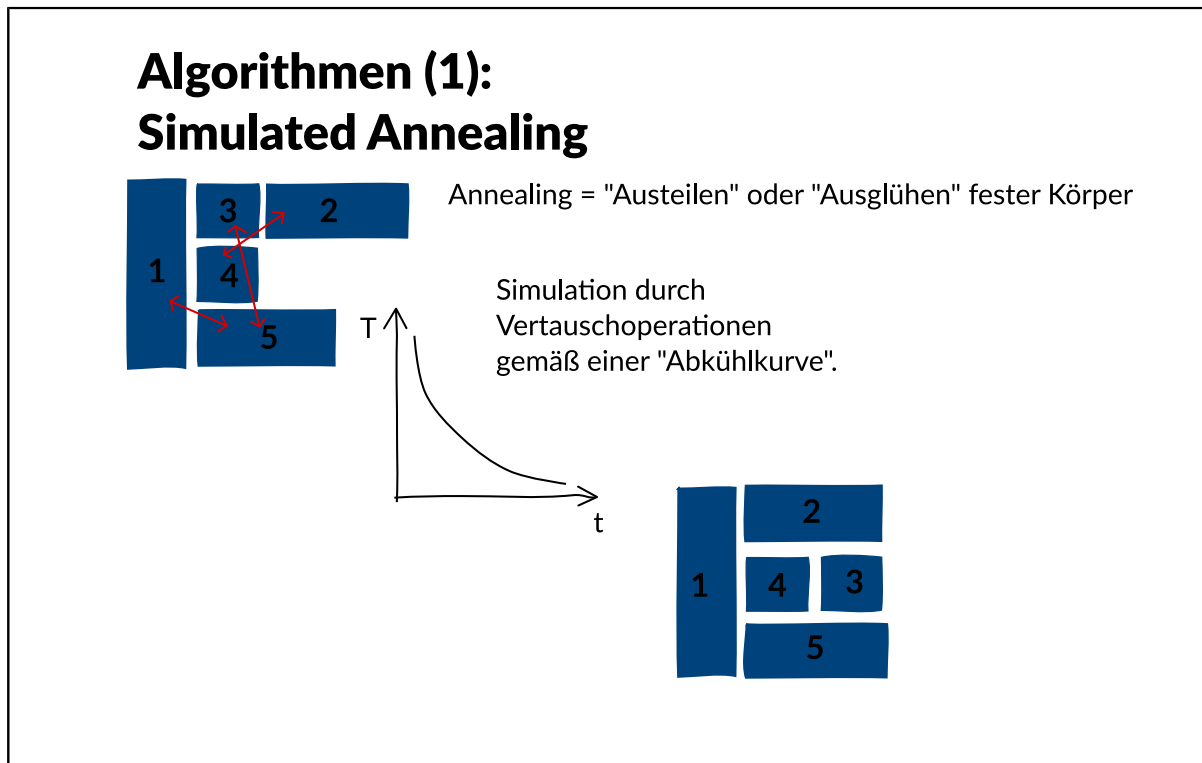 Algorithmen (1):
Simulated Annealing
Annealing = "Austeilen" oder "Ausglühen" fester Körper
3
2
1
4
5
Simulation durch
Vertauschoperationen
gemäß einer "Abkühlkurve".
T
t
2
1
4
3
5